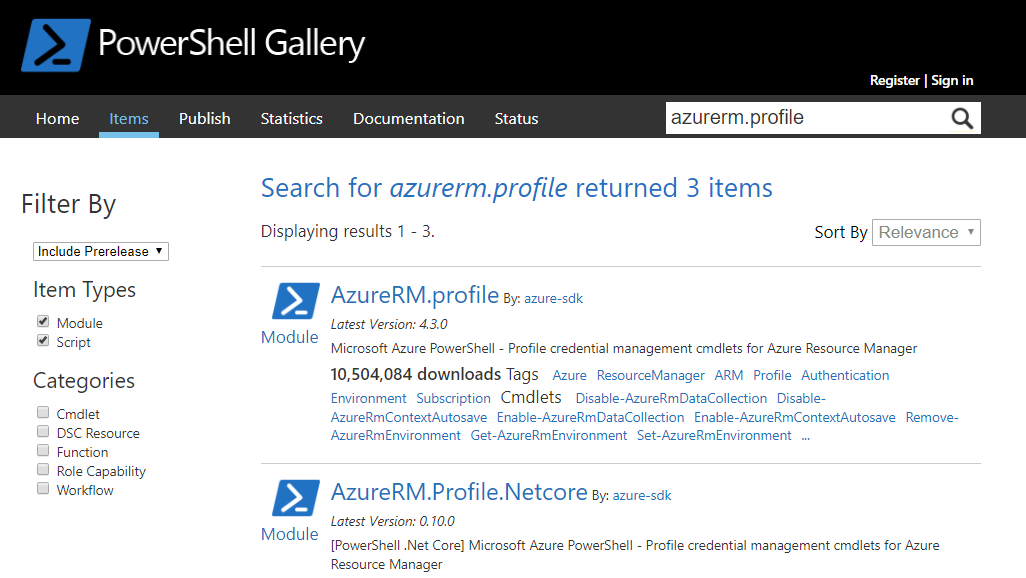 PowerShell Gallery
Register | Sign in
Home Items Publish Statistics Documentation Status azurerm.profile
Filter By
Include Prerelease
Item Types
Module
Script
Categories
Cmdlet
DSC Resource
Function
Role Capability
Workflow
Search for azurerm.profile returned 3 items
Displaying results 1 - 3.
Sort By Relevance
Module
AzureRM.profile By: azure-sdk
Latest Version: 4.3.0
Microsoft Azure PowerShell - Profile credential management cmdlets for Azure Resource Manager
10,504,084 downloads Tags Azure ResourceManager ARM Profile Authentication
Environment Subscription Cmdlets Disable-AzureRmDataCollection Disable-
AzureRmContextAutosave Enable-AzureRmDataCollection Enable-AzureRmContextAutosave Remove-
AzureRmEnvironment Get-AzureRmEnvironment Set-AzureRmEnvironment ...
Module
AzureRM.Profile.Netcore By: azure-sdk
Latest Version: 0.10.0
[PowerShell .Net Core] Microsoft Azure PowerShell - Profile credential management cmdlets for Azure
Resource Manager